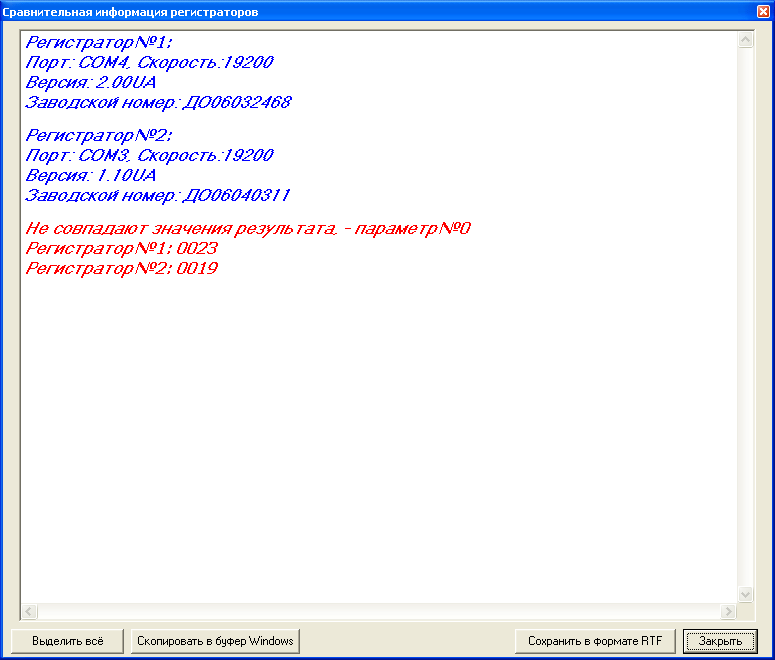 Сравнительная информация регистраторов
Регистратор№1;
Порт: COM4, Скорость:19200
Версия: 2.00UA
Заводской номер: ДО06032468
Регистратор№2;
Порт: COM3, Скорость:19200
Версия: 1.10UA
Заводской номер: ДО06040311
Не совпадают значения результата, - параметр№0
Регистратор№1; 0023
Регистратор№2; 0019
Выделить всё
Скопировать в буфер Windows
Сохранить в формате RTF
Закрыть